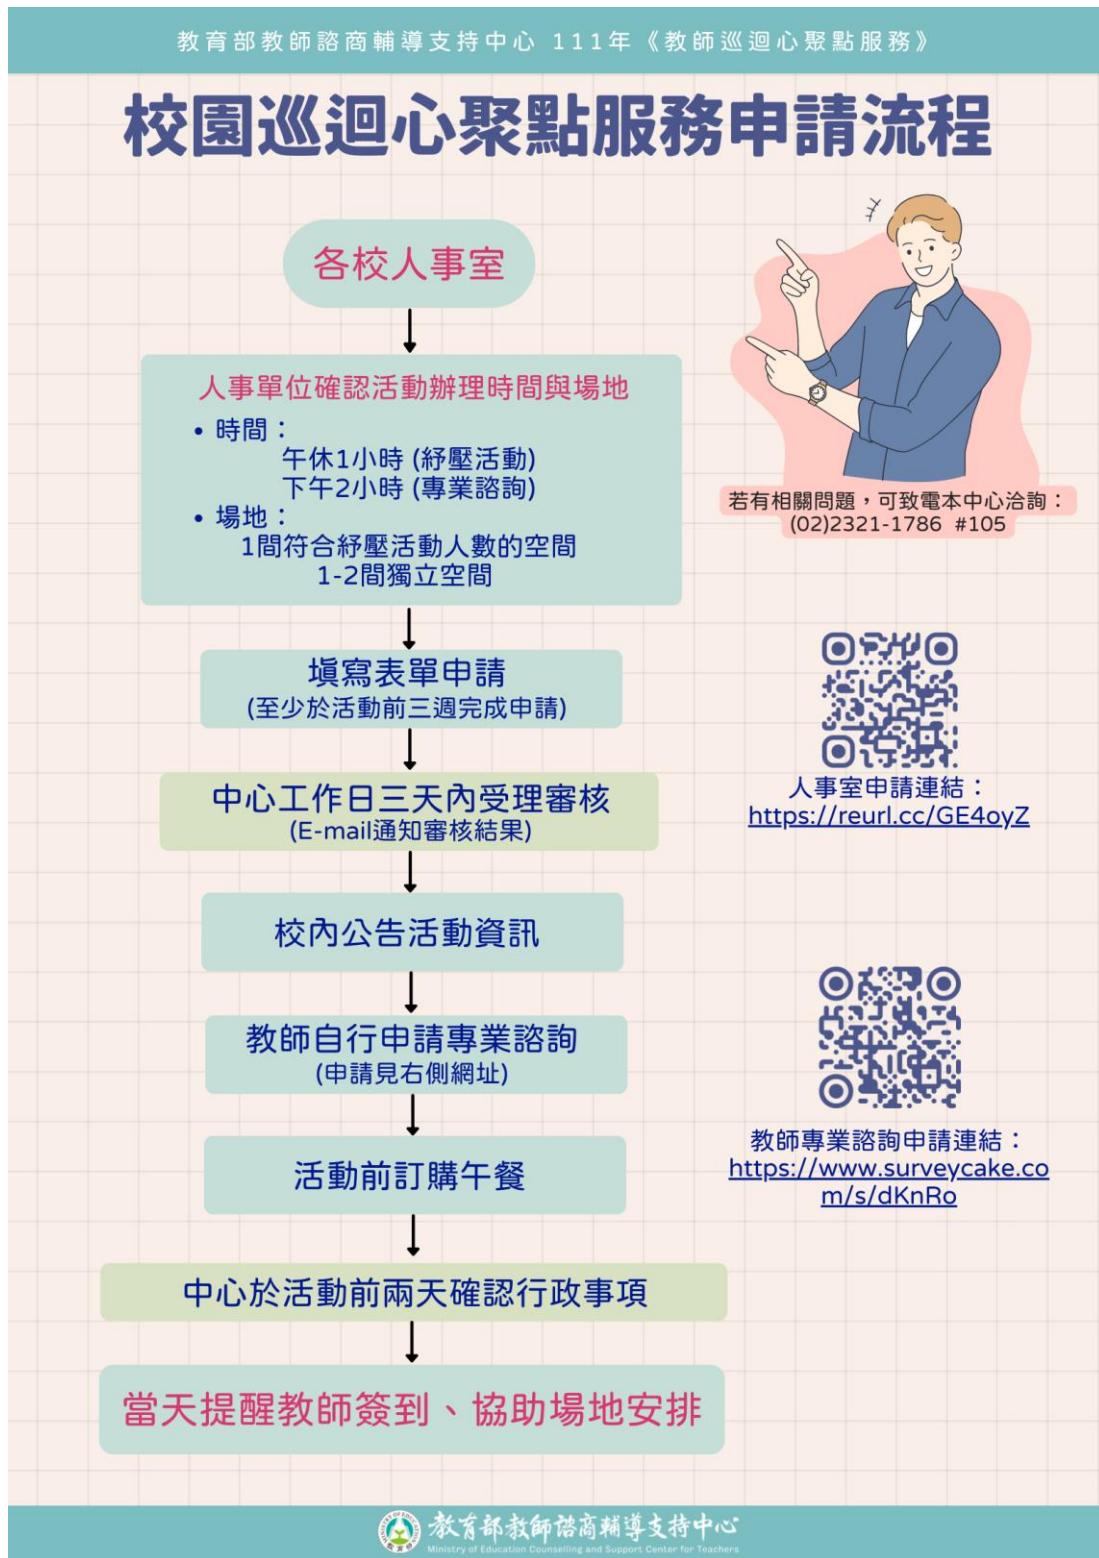 教育部教師諮商輔導支持中心 111年《教師巡迴心聚點服務》
校園巡迴心聚點服務申請流程
各校人事室
人事單位確認活動辦理時間與場地
• 時間：
午休1小時 (紓壓活動)
下午2小時 (專業諮詢)
• 場地：
1間符合紓壓活動人數的空間
1-2間獨立空間
若有相關問題，可致電本中心洽詢：
(02)2321-1786 #105
填寫表單申請
(至少於活動前三週完成申請)
中心工作日三天內受理審核
(E-mail通知審核結果)
人事室申請連結：
https://reurl.cc/GE4oyZ
校內公告活動資訊
教師自行申請專業諮詢
(申請見右側網址)
教師專業諮詢申請連結：
https://www.surveycake.co
m/s/dKnRo
活動前訂購午餐
中心於活動前兩天確認行政事項
當天提醒教師簽到、協助場地安排
教育部教師諮商輔導支持中心
Ministry of Education Counselling and Support Center for Teachers